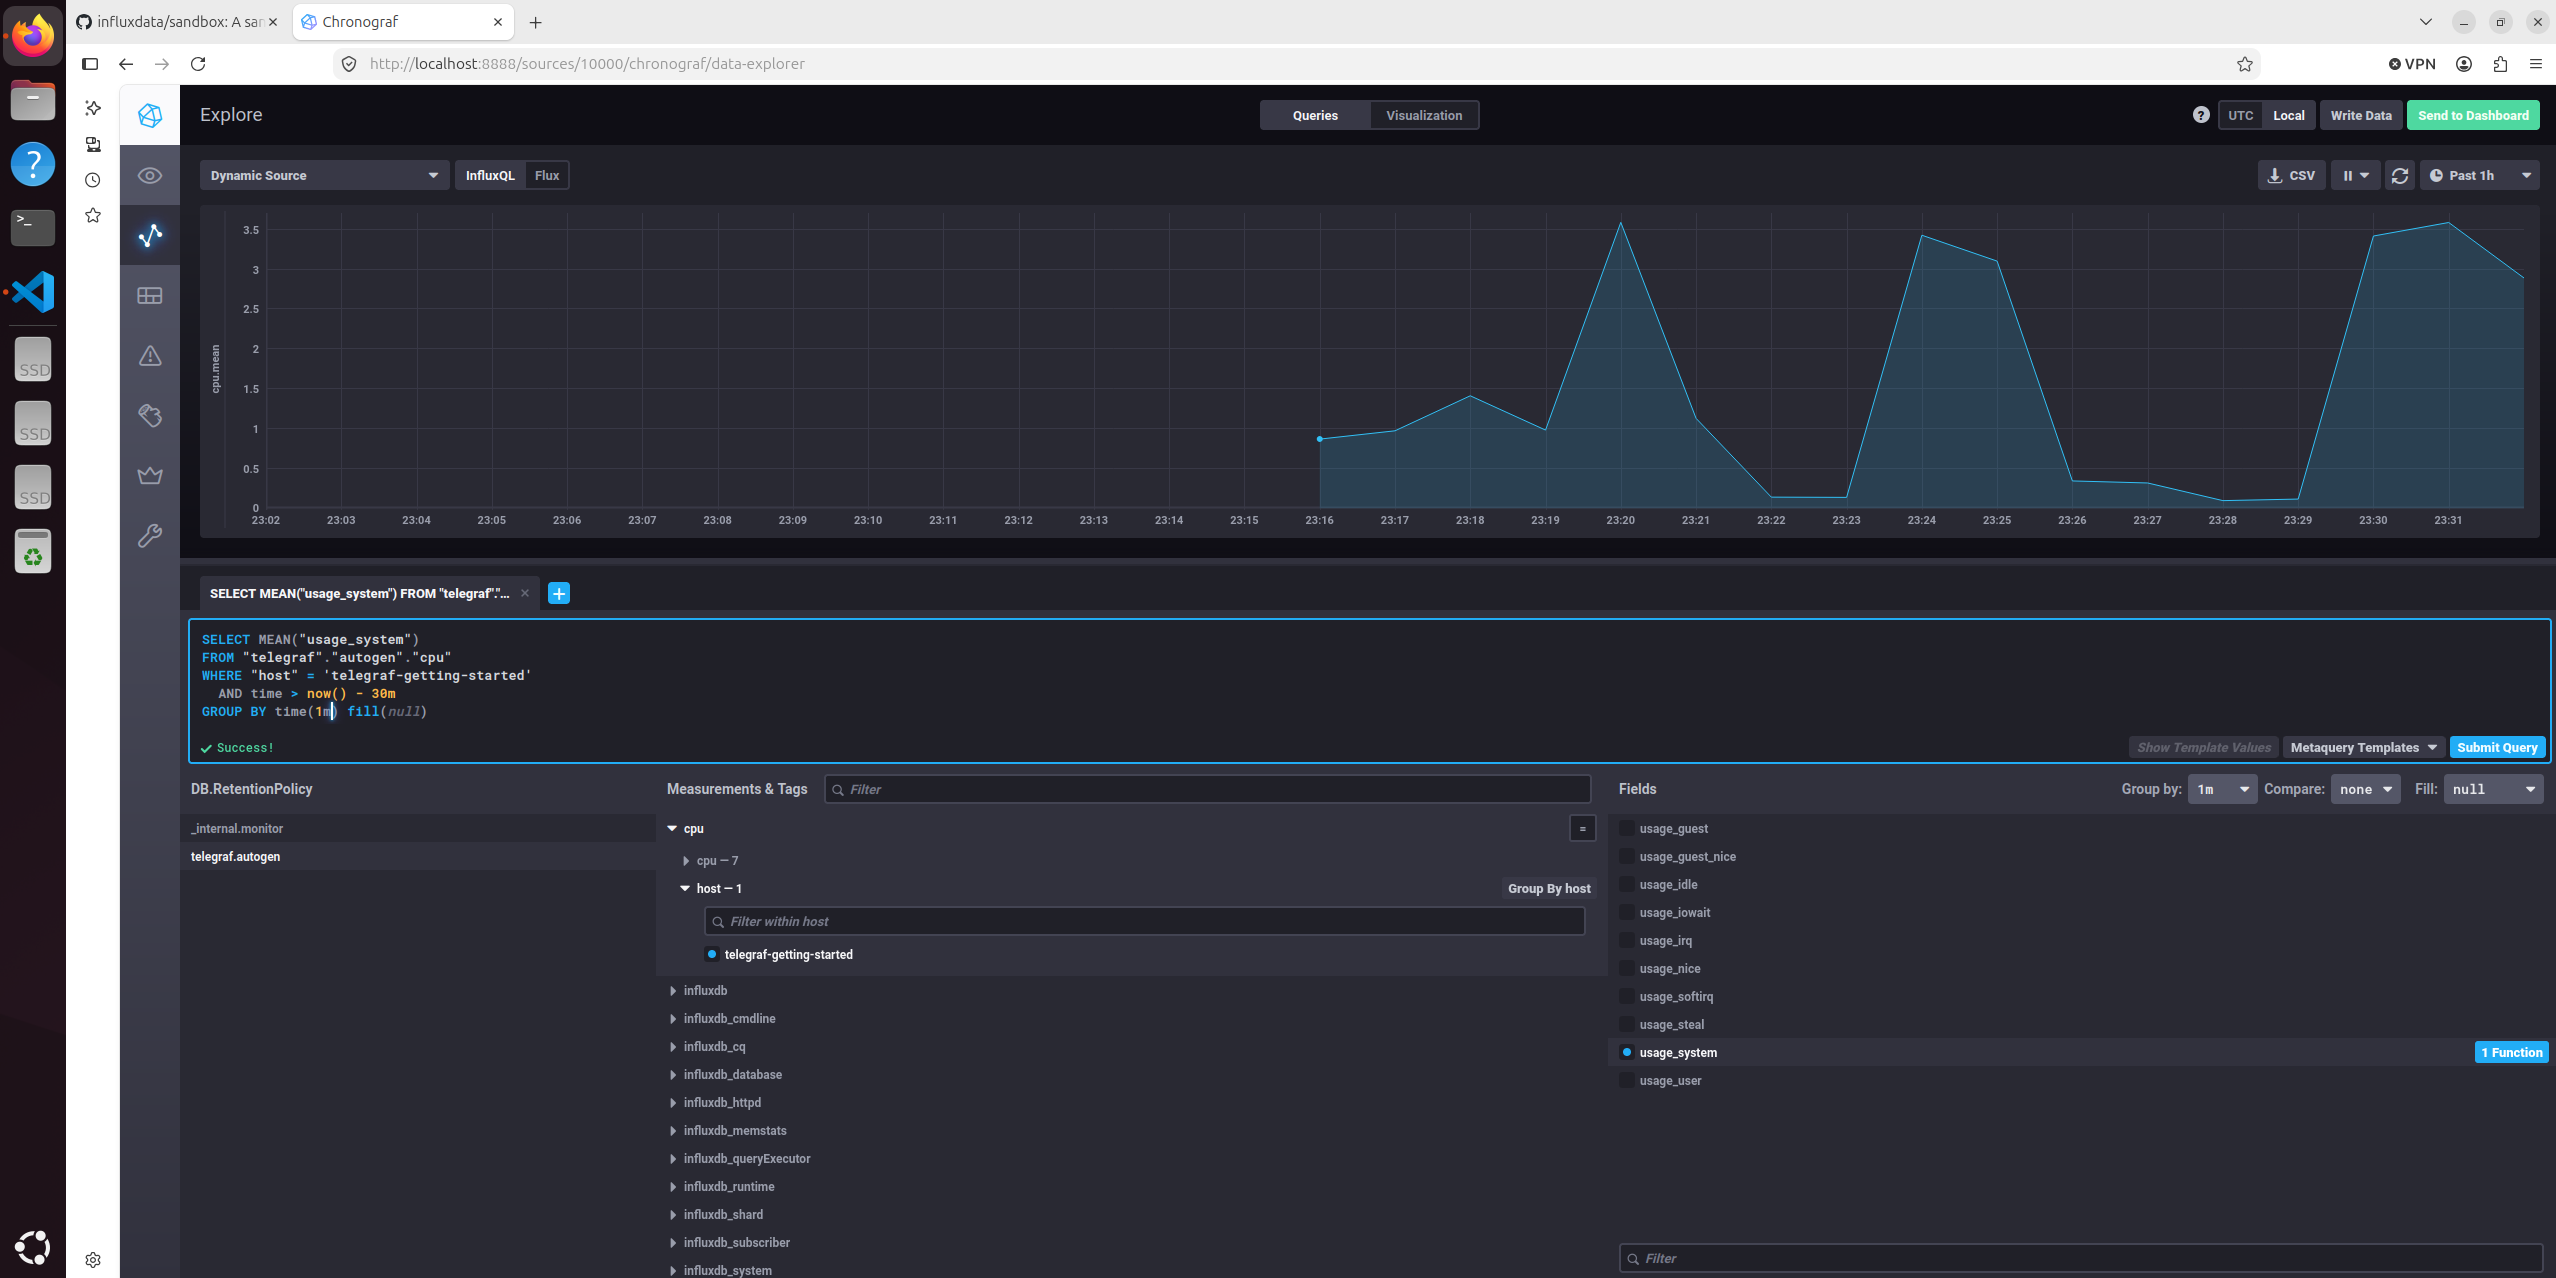 influxdata/sandbox: A san
Chronograf
http://localhost:8888/sources/10000/chronograf/data-explorer
VPN
Explore
Queries
Visualization
?
UTC
Local
Write Data
Send to Dashboard
Dynamic Source
InfluxQL
Flux
CSV
Past 1h
cpu.mean
3.5
3
2.5
2
1.5
1
0.5
0
23:02 23:03 23:04 23:05 23:06 23:07 23:08 23:09 23:10 23:11 23:12 23:13 23:14 23:15 23:16 23:17 23:18 23:19 23:20 23:21 23:22 23:23 23:24 23:25 23:26 23:27 23:28 23:29 23:30 23:31
SELECT MEAN("usage_system") FROM "telegraf"."...
SELECT MEAN("usage_system")
FROM "telegraf"."autogen"."cpu"
WHERE "host" = 'telegraf-getting-started'
AND time > now() - 30m
GROUP BY time(1m) fill(null)
Success!
Show Template Values
Metaquery Templates
Submit Query
DB.RetentionPolicy
_internal.monitor
telegraf.autogen
Measurements & Tags
Filter
cpu
=
cpu — 7
host — 1
Group By host
Filter within host
telegraf-getting-started
influxdb
influxdb_cmdline
influxdb_cq
influxdb_database
influxdb_httpd
influxdb_memstats
influxdb_queryExecutor
influxdb_runtime
influxdb_shard
influxdb_subscriber
influxdb_system
Fields
Group by: 1m
Compare: none
Fill: null
usage_guest
usage_guest_nice
usage_idle
usage_iowait
usage_irq
usage_nice
usage_softirq
usage_steal
usage_system
1 Function
usage_user
Filter
?
>_
SSD
SSD
SSD